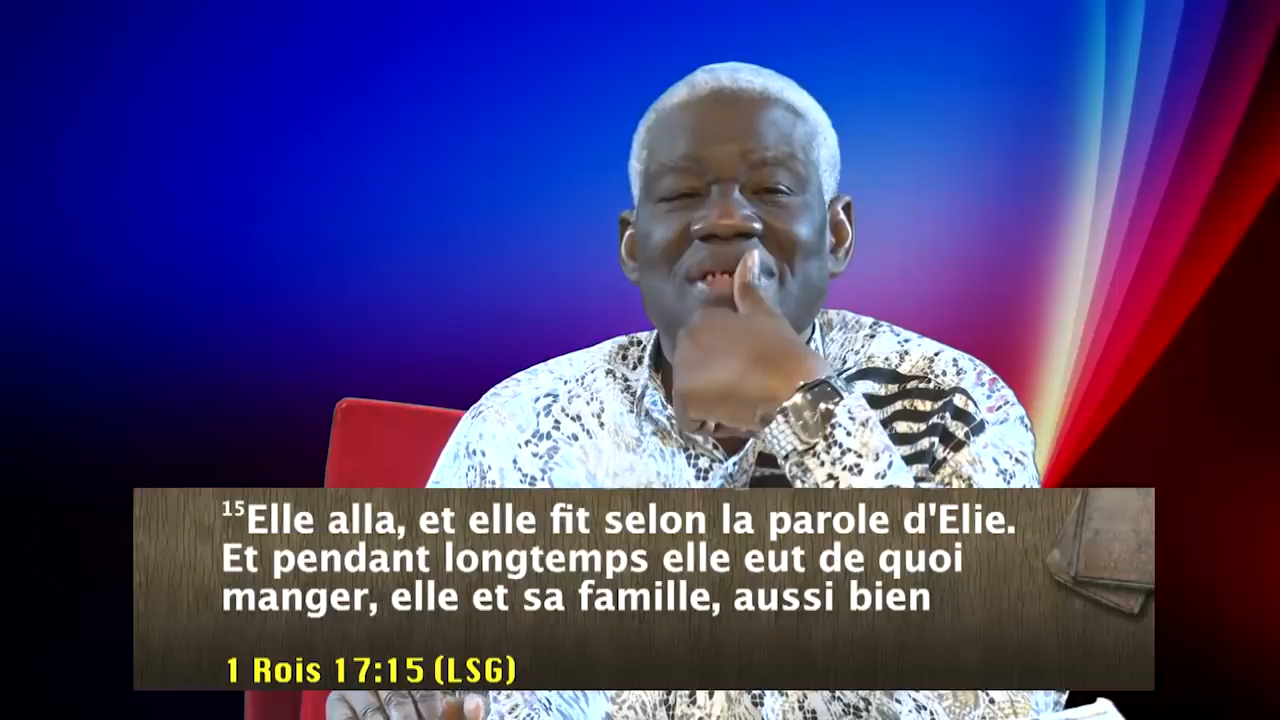 15Elle alla, et elle fit selon la parole d'Elie.
Et pendant longtemps elle eut de quoi
manger, elle et sa famille, aussi bien
1 Rois 17:15 (LSG)